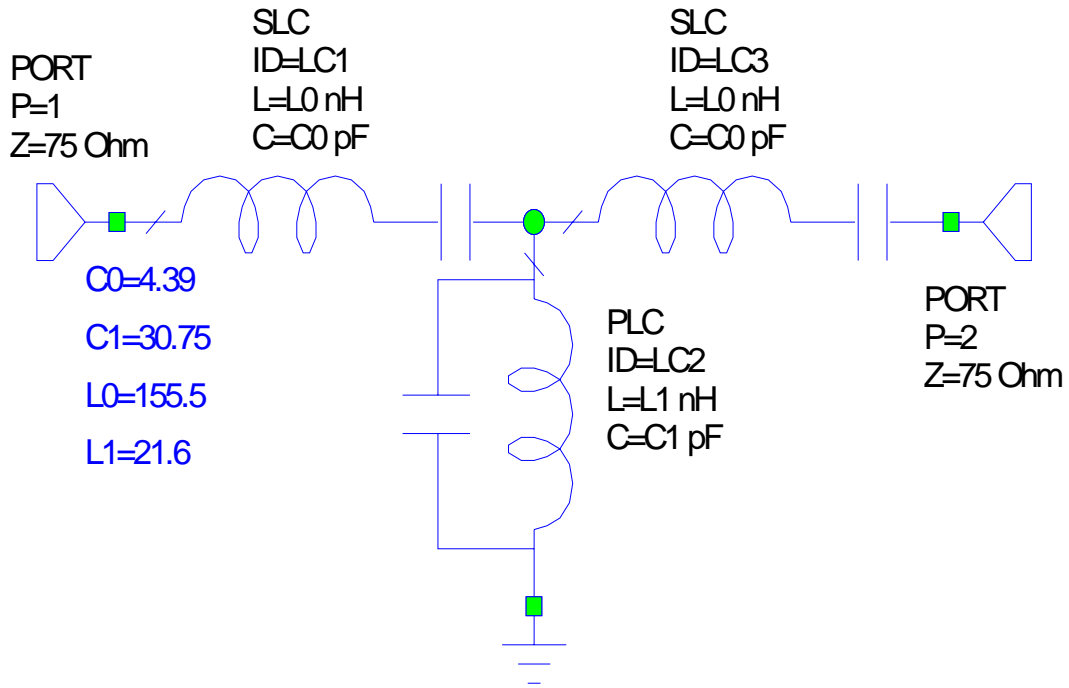 PORT
P=1
Z=75 Ohm
SLC
ID=LC1
L=L0 nH
C=C0 pF
SLC
ID=LC3
L=L0 nH
C=C0 pF
C0=4.39
C1=30.75
L0=155.5
L1=21.6
PLC
ID=LC2
L=L1 nH
C=C1 pF
PORT
P=2
Z=75 Ohm